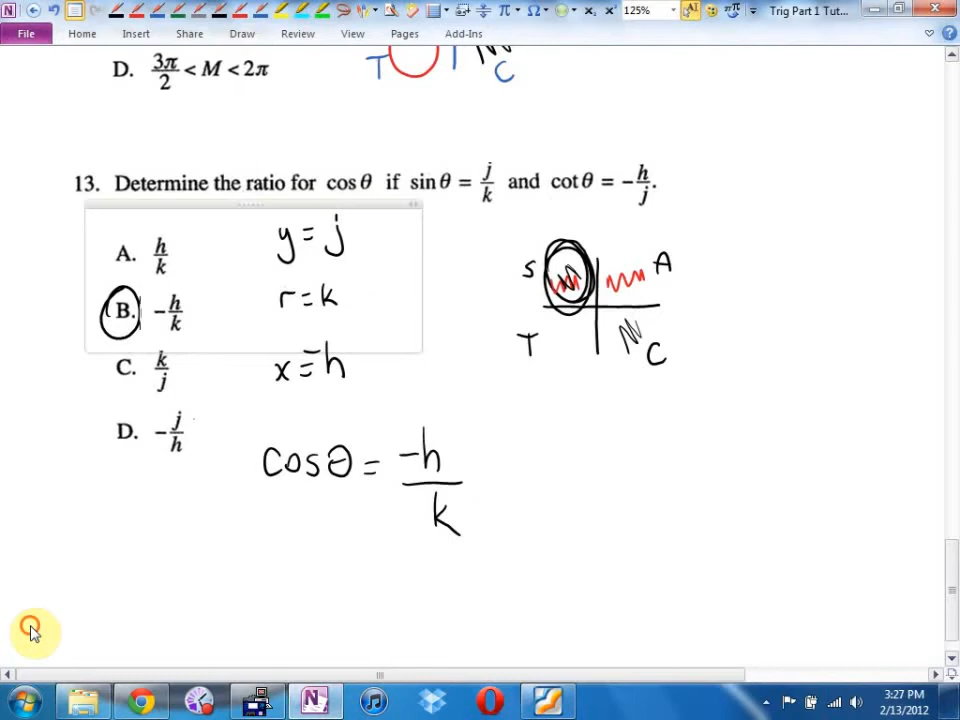 125%
Trig Part 1 Tut...
File Home Insert Share Draw Review View Pages Add-Ins
D. 3π/2 < M < 2π
T C
13. Determine the ratio for cos θ if sin θ = j/k and cot θ = -h/j.
A. h/k
B. -h/k
C. k/j
D. -j/h
y = j
r = k
x = -h
S A
T C
cosθ = -h/k
3:27 PM
2/13/2012